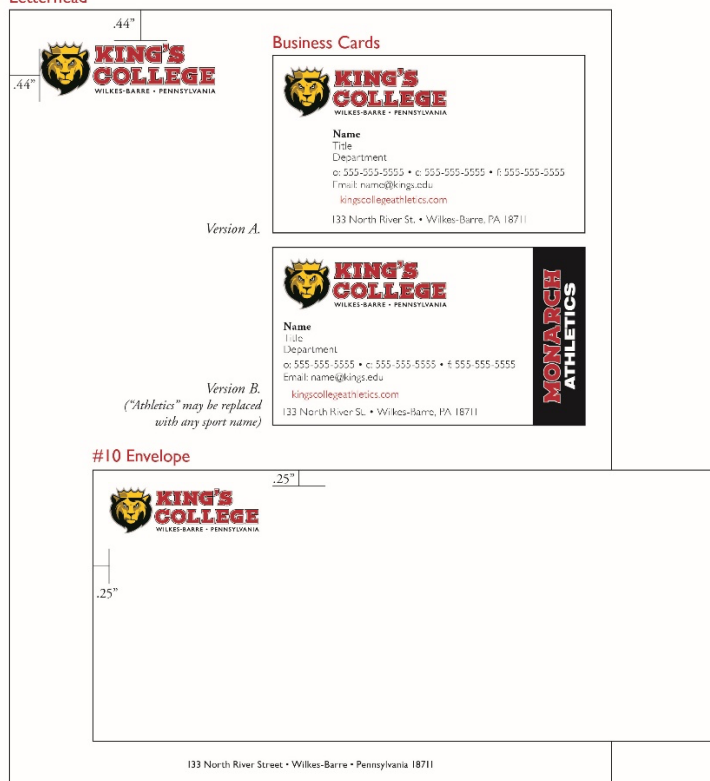 Letterhead
.44”
.44”
KING'S
COLLEGE
WILKES-BARRE • PENNSYLVANIA
Business Cards
KING'S
COLLEGE
WILKES-BARRE • PENNSYLVANIA
Name
Title
Department
o: 555-555-5555 • c: 555-555-5555 • f: 555-555-5555
Email: name@kings.edu
kingscollegeathletics.com
133 North River St. • Wilkes-Barre, PA 18711
Version A.
KING'S
COLLEGE
WILKES-BARRE • PENNSYLVANIA
Name
Title
Department
o: 555-555-5555 • c: 555-555-5555 • f: 555-555-5555
Email: name@kings.edu
kingscollegeathletics.com
133 North River St. • Wilkes-Barre, PA 18711
MONARCH
ATHLETICS
Version B.
(“Athletics” may be replaced
with any sport name)
#10 Envelope
.25”
KING'S
COLLEGE
WILKES-BARRE • PENNSYLVANIA
.25”
133 North River Street • Wilkes-Barre • Pennsylvania 18711